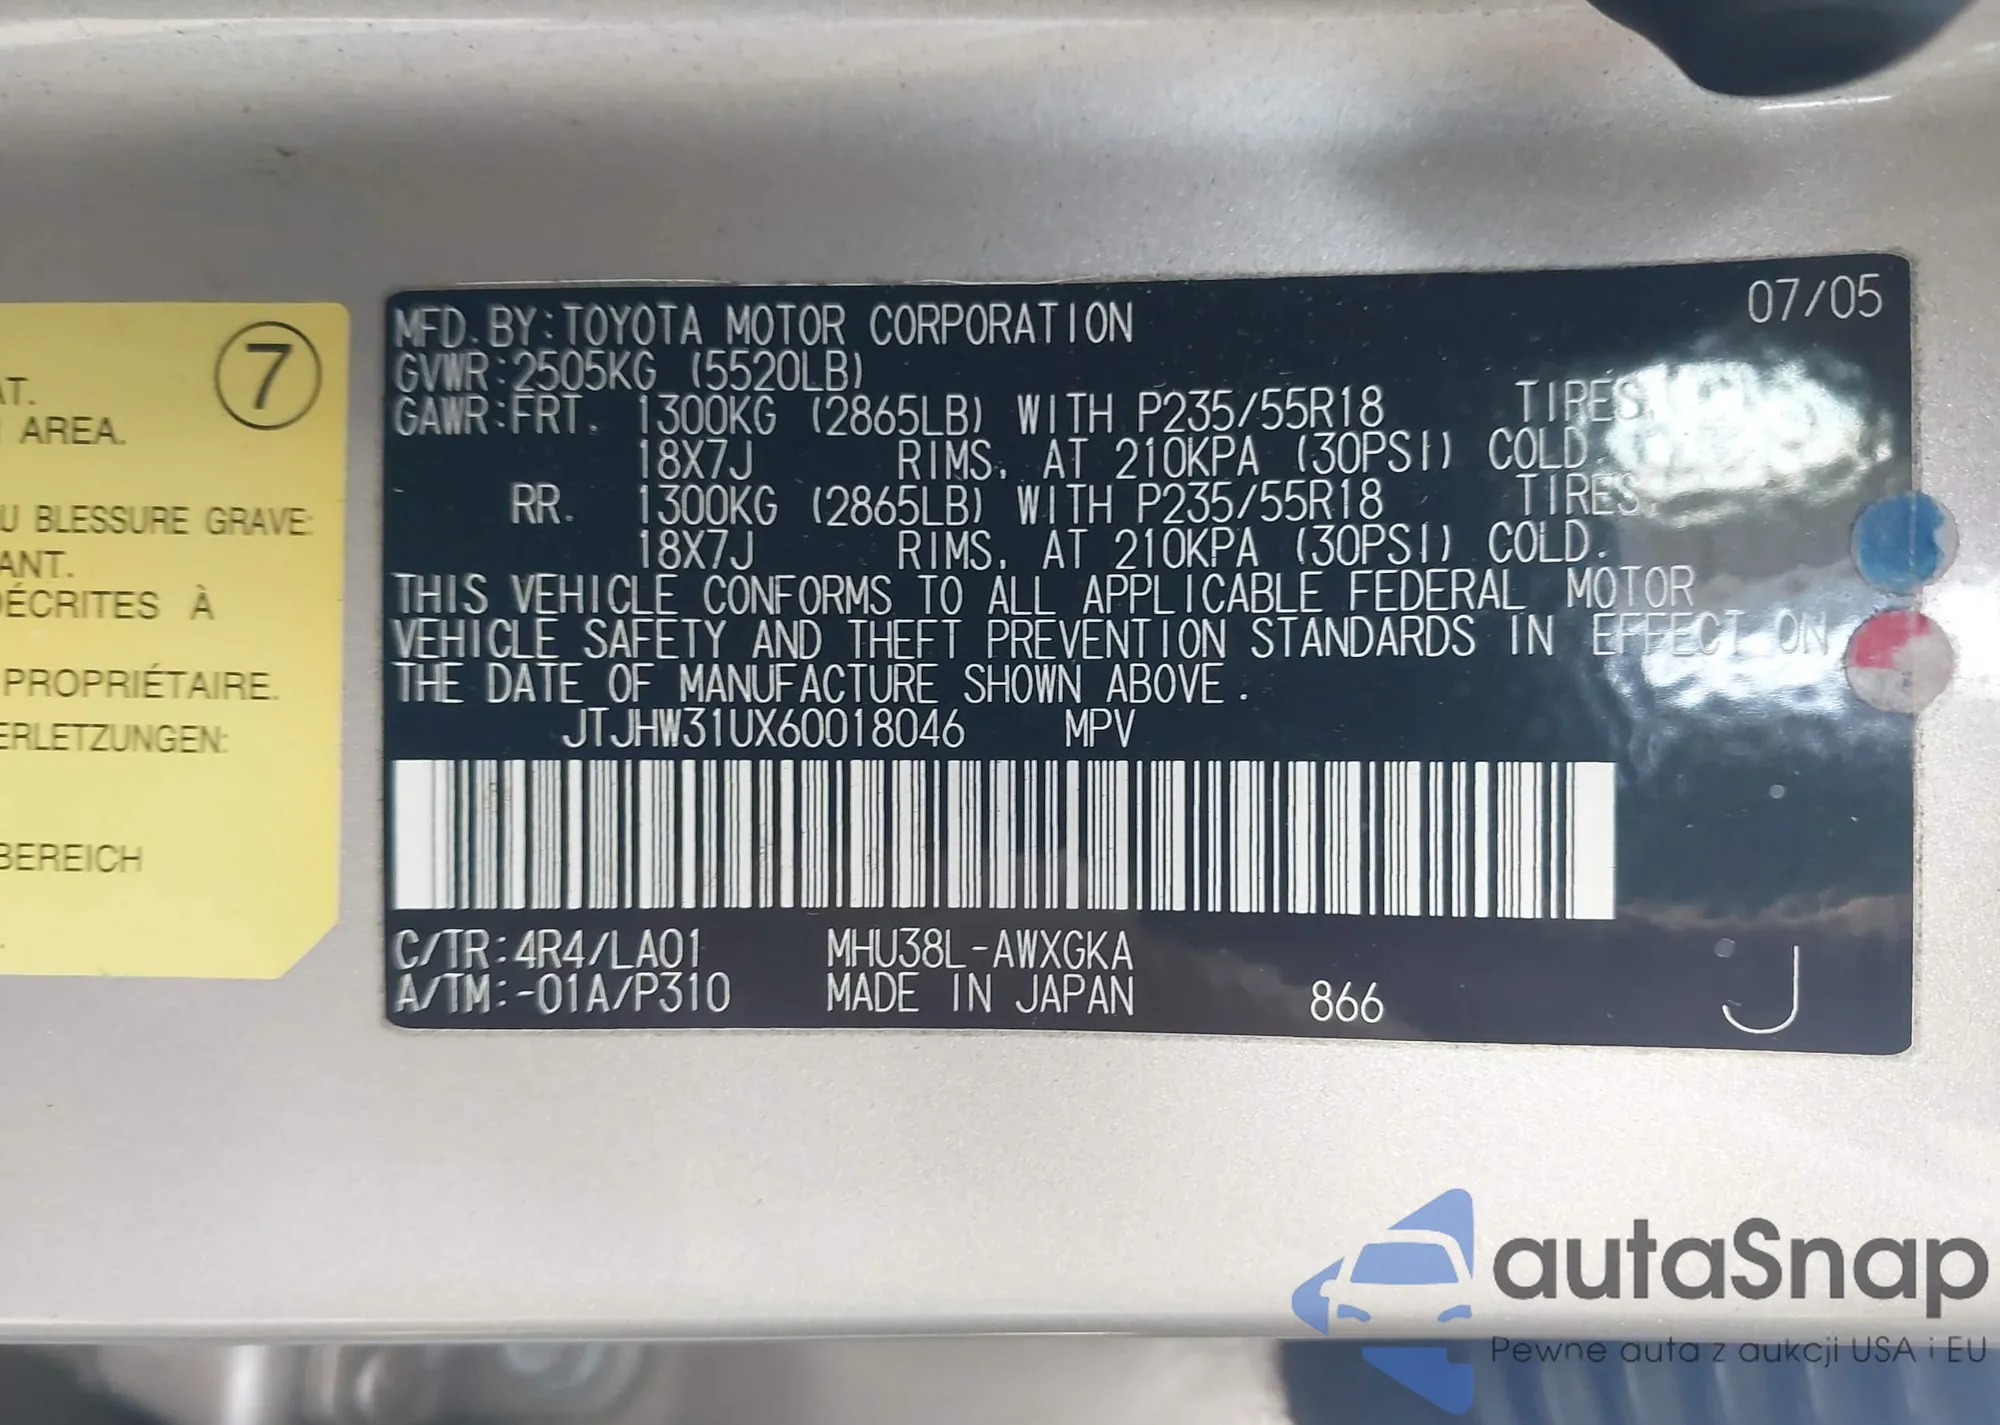 07/05
MFD. BY: TOYOTA MOTOR CORPORATION
GVWR: 2505KG (5520LB)
GAWR: FRT. 1300KG (2865LB) WITH P235/55R18 TIRES,
18X7J RIMS, AT 210KPA (30PSI) COLD.
RR. 1300KG (2865LB) WITH P235/55R18 TIRES,
18X7J RIMS, AT 210KPA (30PSI) COLD.
THIS VEHICLE CONFORMS TO ALL APPLICABLE FEDERAL MOTOR
VEHICLE SAFETY AND THEFT PREVENTION STANDARDS IN EFFECT ON
THE DATE OF MANUFACTURE SHOWN ABOVE.
JTJHW31UX60018046 MPV
C/TR: 4R4/LA01 MHU38L-AWXGKA
A/TM: -01A/P310 MADE IN JAPAN 866 J
7
AT.
AREA.
U BLESSURE GRAVE:
ANT.
DÉCRITES À
PROPRIÉTAIRE.
ERLETZUNGEN:
BEREICH
autaSnap
Pewne auta z aukcji USA i EU